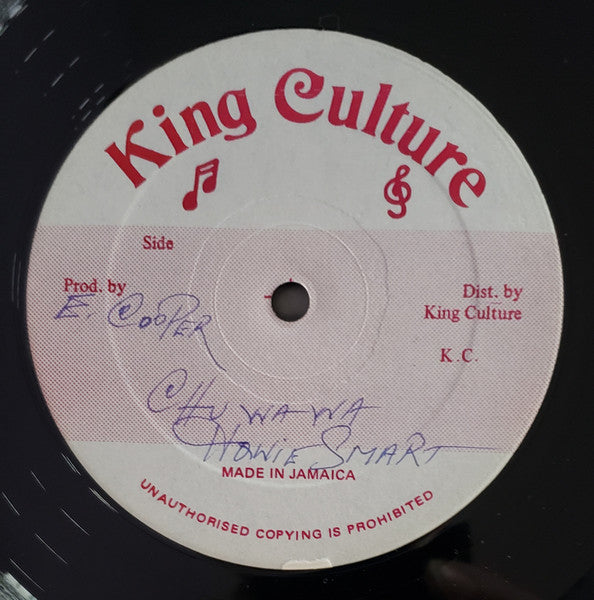 King Culture
Side
Prod. by
E. COOPER
Dist. by
King Culture
K.C.
CHU WA WA
HOWIE SMART
MADE IN JAMAICA
UNAUTHORISED COPYING IS PROHIBITED